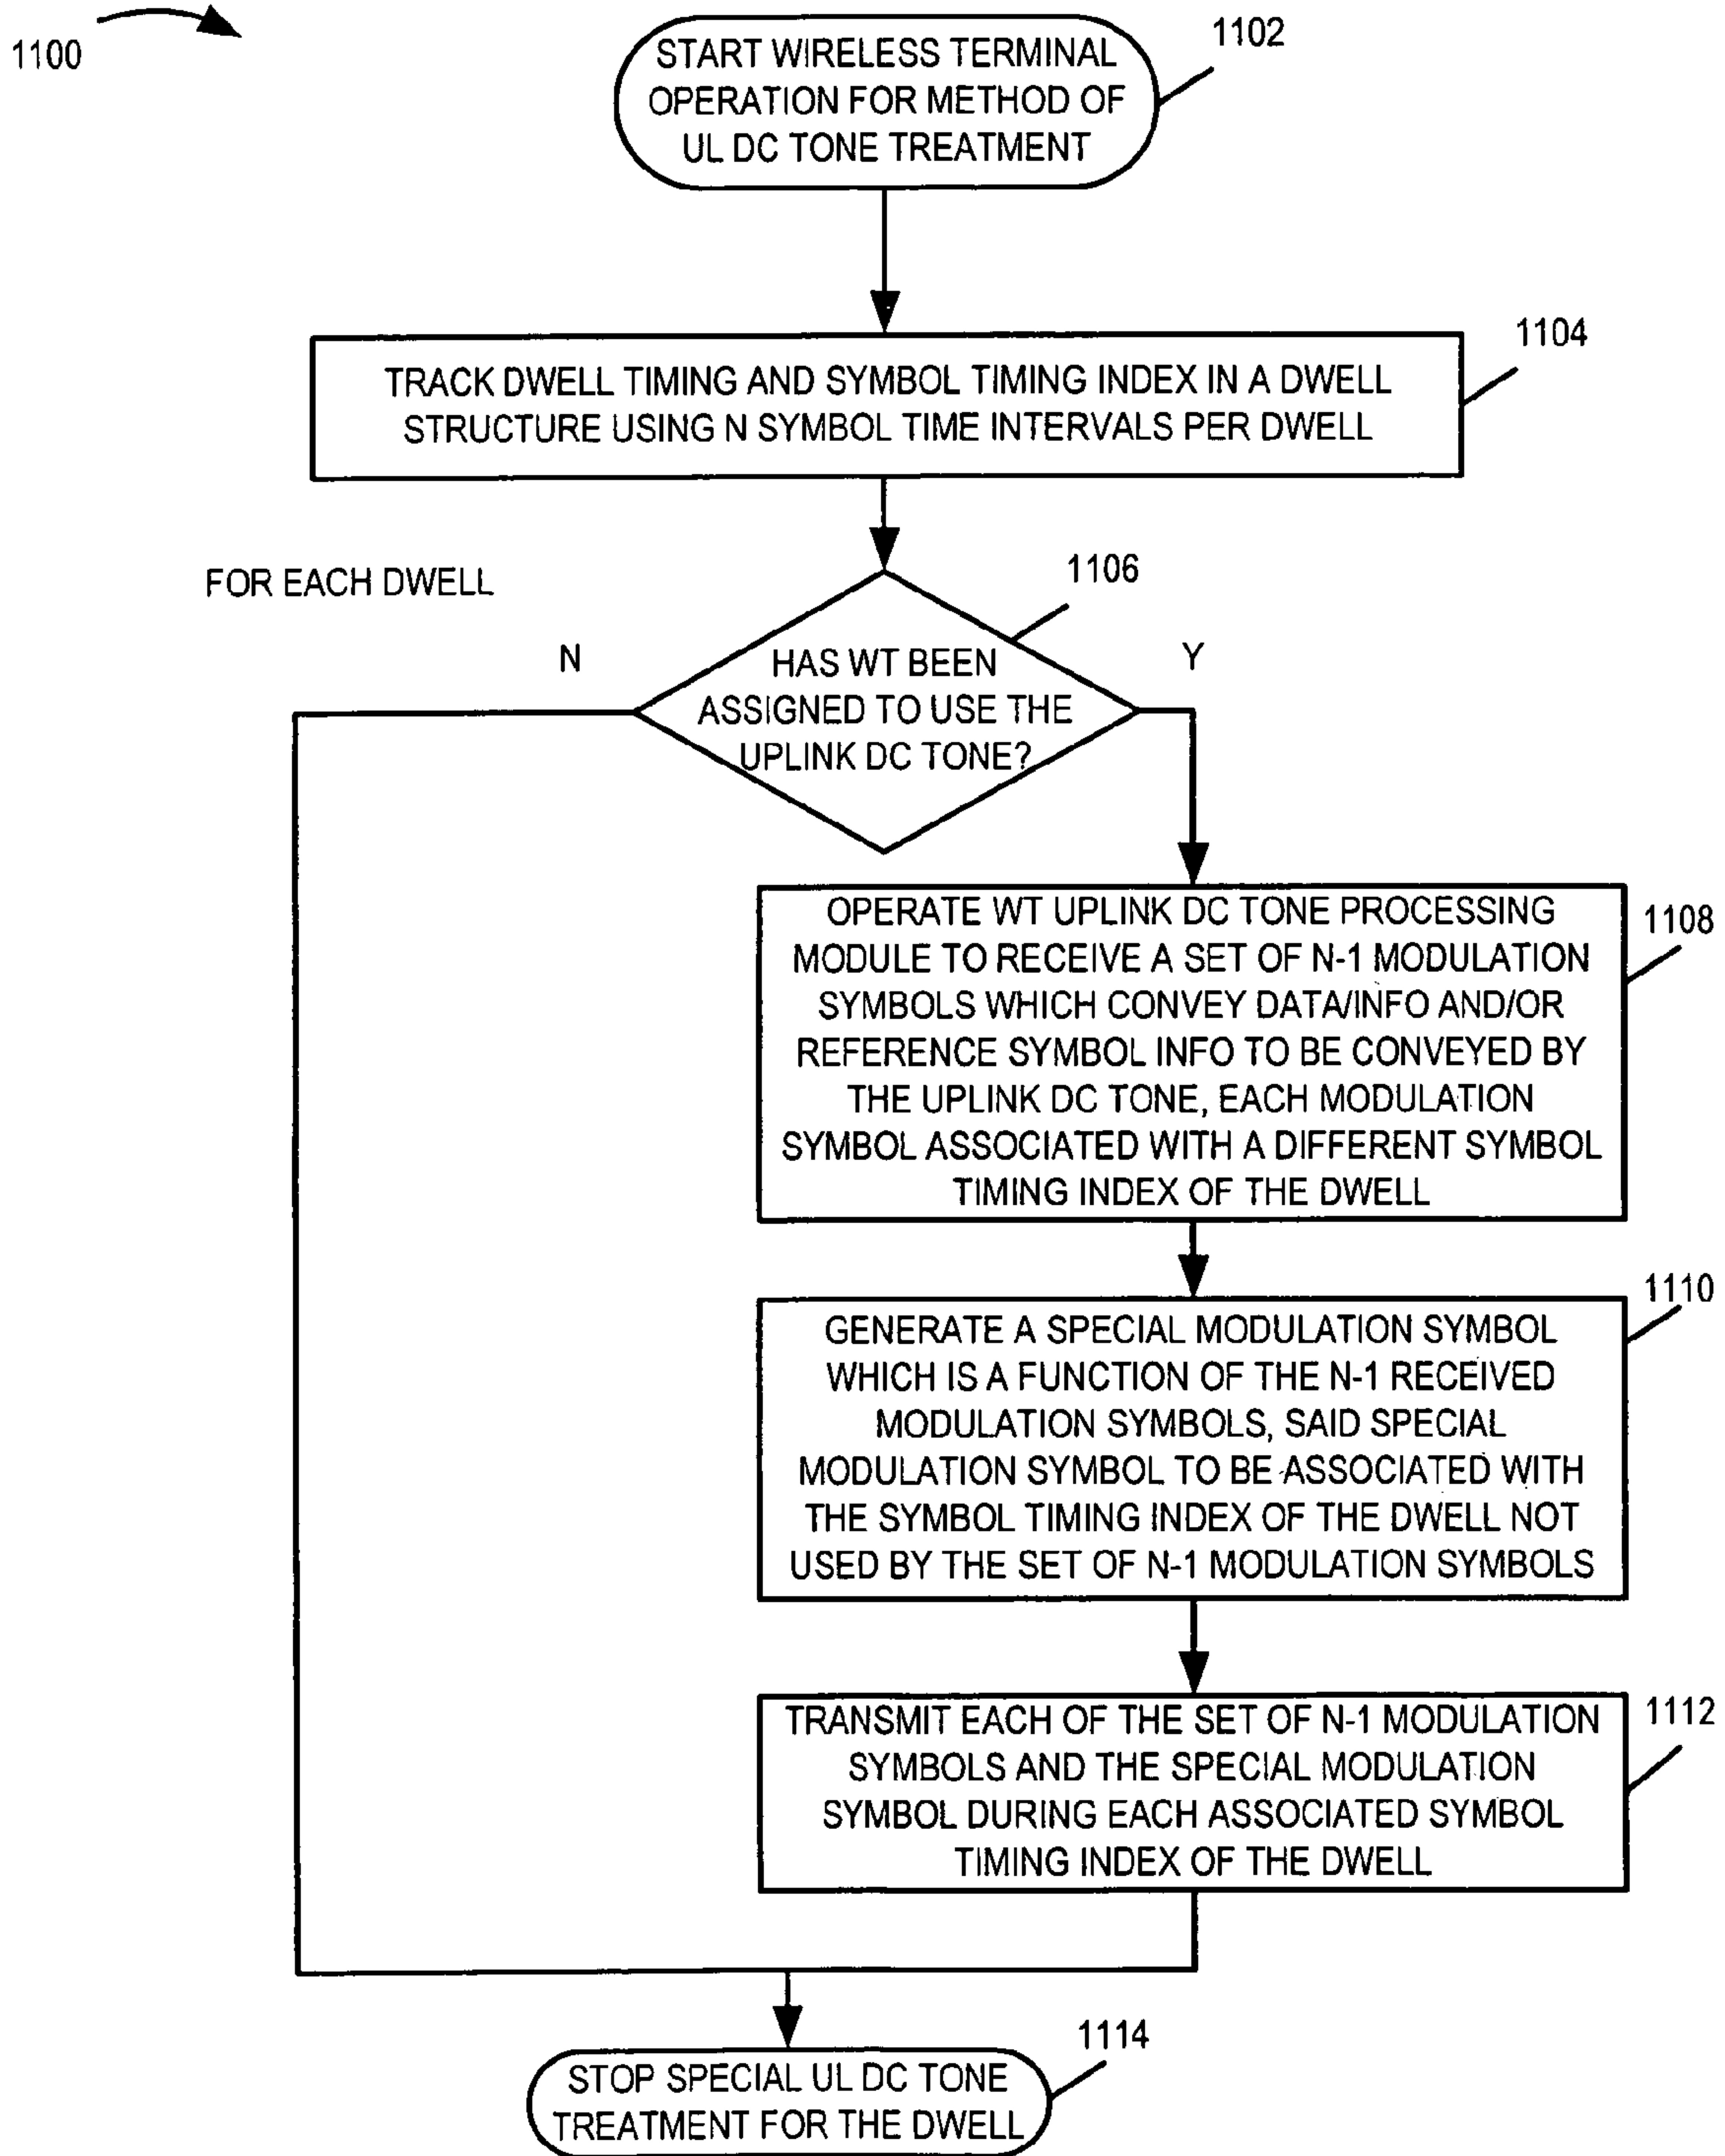 1100
1102
START WIRELESS TERMINAL
OPERATION FOR METHOD OF
UL DC TONE TREATMENT
1104
TRACK DWELL TIMING AND SYMBOL TIMING INDEX IN A DWELL
STRUCTURE USING N SYMBOL TIME INTERVALS PER DWELL
FOR EACH DWELL
1106
N
Y
HAS WT BEEN
ASSIGNED TO USE THE
UPLINK DC TONE?
1108
OPERATE WT UPLINK DC TONE PROCESSING
MODULE TO RECEIVE A SET OF N-1 MODULATION
SYMBOLS WHICH CONVEY DATA/INFO AND/OR
REFERENCE SYMBOL INFO TO BE CONVEYED BY
THE UPLINK DC TONE, EACH MODULATION
SYMBOL ASSOCIATED WITH A DIFFERENT SYMBOL
TIMING INDEX OF THE DWELL
1110
GENERATE A SPECIAL MODULATION SYMBOL
WHICH IS A FUNCTION OF THE N-1 RECEIVED
MODULATION SYMBOLS, SAID SPECIAL
MODULATION SYMBOL TO BE ASSOCIATED WITH
THE SYMBOL TIMING INDEX OF THE DWELL NOT
USED BY THE SET OF N-1 MODULATION SYMBOLS
1112
TRANSMIT EACH OF THE SET OF N-1 MODULATION
SYMBOLS AND THE SPECIAL MODULATION
SYMBOL DURING EACH ASSOCIATED SYMBOL
TIMING INDEX OF THE DWELL
1114
STOP SPECIAL UL DC TONE
TREATMENT FOR THE DWELL